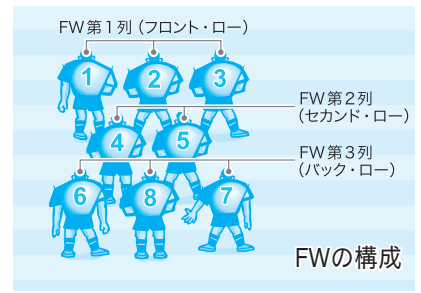 FW第1列（フロント・ロー）
1 2 3
FW第2列
（セカンド・ロー）
4 5
FW第3列
（バック・ロー）
6 8 7
FWの構成